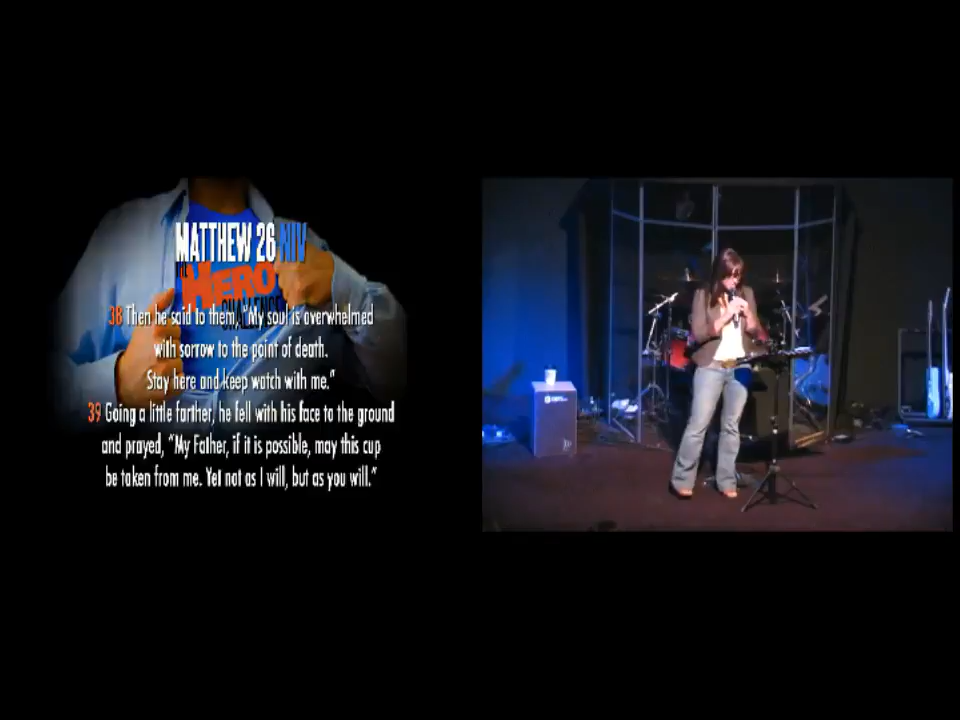 MATTHEW 26 NIV
THE
HERO
CHALLENGE
38 Then he said to them, “My soul is overwhelmed
with sorrow to the point of death.
Stay here and keep watch with me.”
39 Going a little farther, he fell with his face to the ground
and prayed, “My Father, if it is possible, may this cup
be taken from me. Yet not as I will, but as you will.”